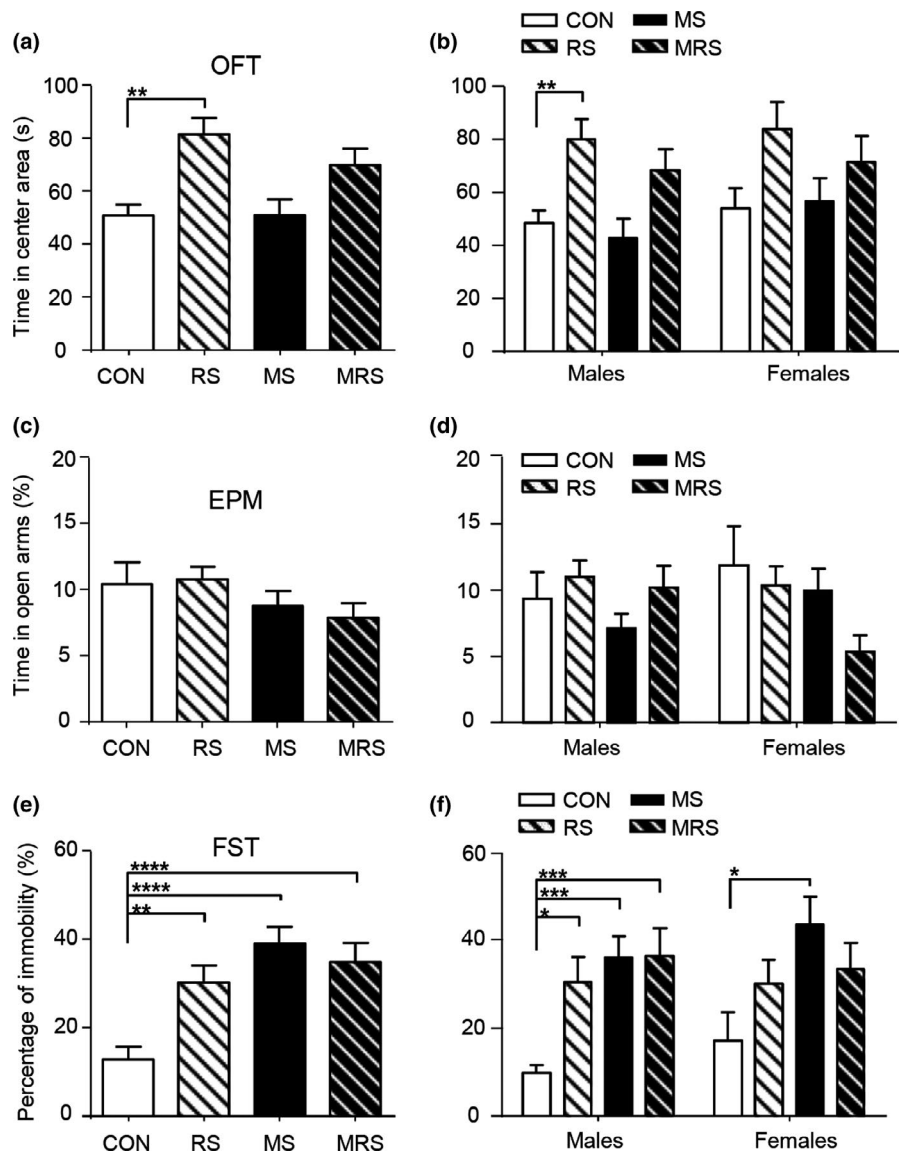 (a)
OFT
Time in center area (s)
100
80
60
40
20
0
**
CON RS MS MRS
(b)
CON MS
RS MRS
100
80
60
40
20
0
**
Males Females
(c)
EPM
Time in open arms (%)
20
15
10
5
0
CON RS MS MRS
(d)
CON MS
RS MRS
20
15
10
5
0
Males Females
(e)
FST
Percentage of immobility (%)
60
40
20
0
****
****
**
CON RS MS MRS
(f)
CON MS
RS MRS
60
40
20
0
***
***
*
*
Males Females